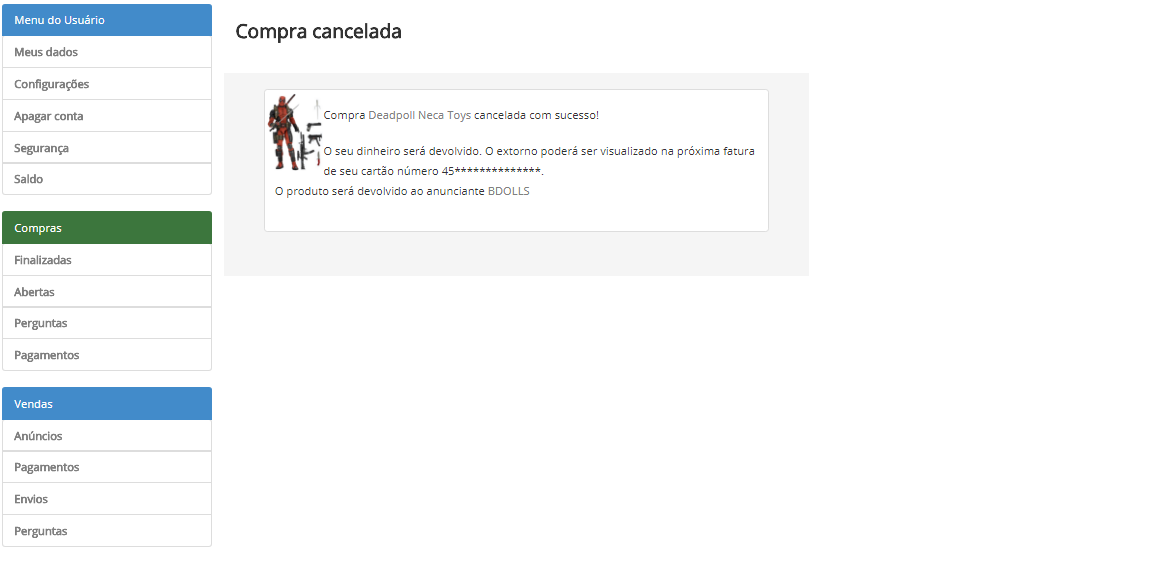 Menu do Usuário
Meus dados
Configurações
Apagar conta
Segurança
Saldo
Compras
Finalizadas
Abertas
Perguntas
Pagamentos
Vendas
Anúncios
Pagamentos
Envios
Perguntas
Compra cancelada
Compra Deadpoll Neca Toys cancelada com sucesso!
O seu dinheiro será devolvido. O extorno poderá ser visualizado na próxima fatura
de seu cartão número 45**************.
O produto será devolvido ao anunciante BDOLLS